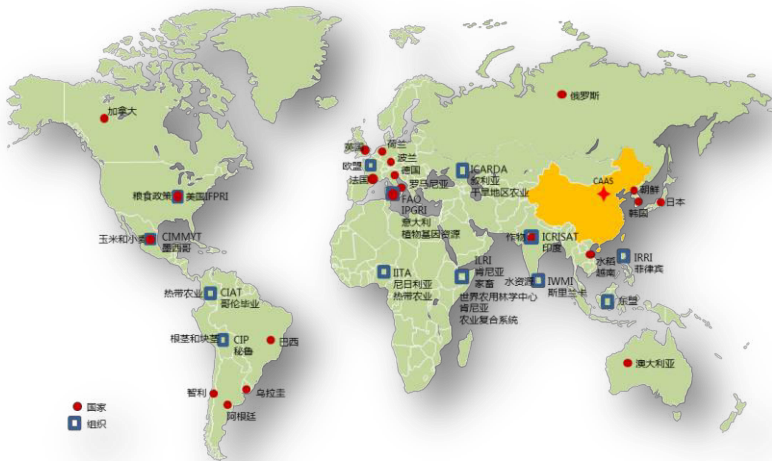 加拿大
俄罗斯
英国
荷兰
波兰
欧盟
德国
法国
罗马尼亚
ICARDA
叙利亚
干旱地区农业
CAAS
朝鲜
韩国
日本
粮食政策
美国IFPRI
FAO
IPGRI
意大利
植物基因资源
玉米和小麦
CIMMYT
墨西哥
作物
ICRISAT
印度
水稻
越南
IRRI
菲律宾
IITA
尼日利亚
热带农业
ILRI
肯尼亚
家畜
世界农用林学中心
肯尼亚
农业复合系统
水资源
IWMI
斯里兰卡
东盟
热带农业
CIAT
哥伦毕业
根茎和块茎
CIP
秘鲁
巴西
智利
乌拉圭
阿根廷
澳大利亚
国家
组织